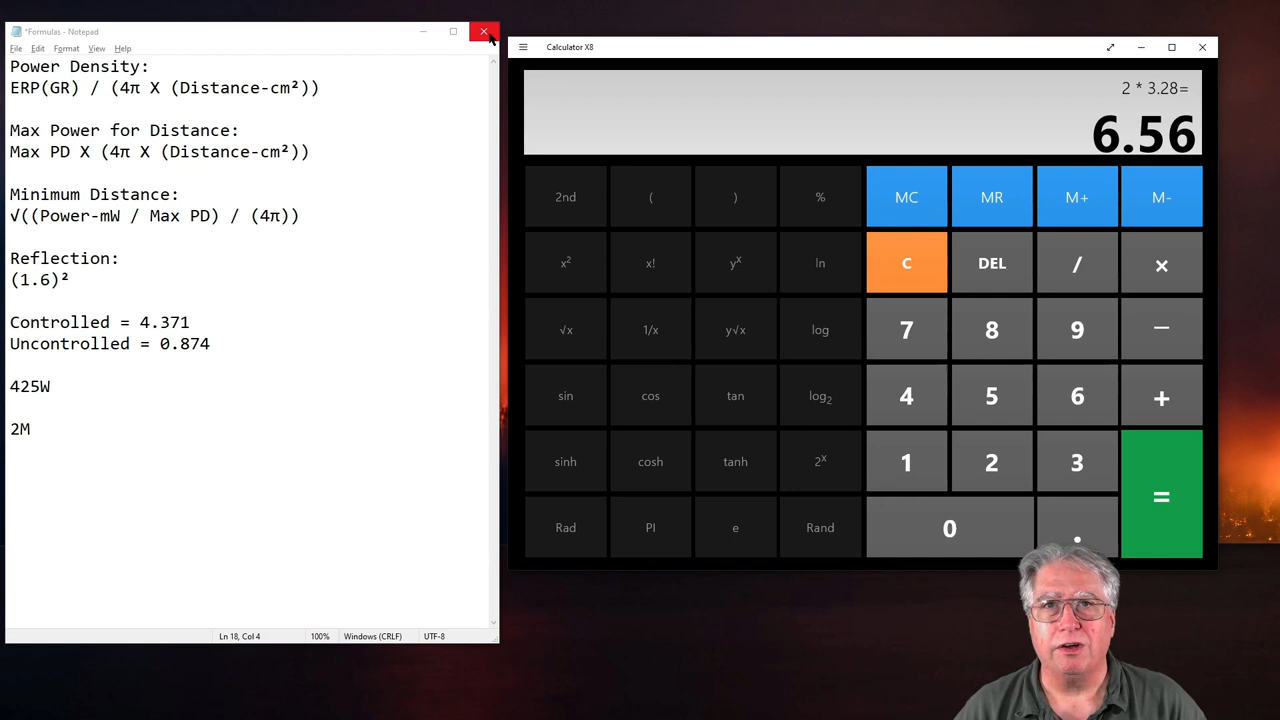 *Formulas - Notepad
File Edit Format View Help
Power Density:
ERP(GR) / (4π X (Distance-cm²))
Max Power for Distance:
Max PD X (4π X (Distance-cm²))
Minimum Distance:
√((Power-mW / Max PD) / (4π))
Reflection:
(1.6)²
Controlled = 4.371
Uncontrolled = 0.874
425W
2M
Ln 18, Col 4 100% Windows (CRLF) UTF-8
Calculator X8
2 * 3.28=
6.56
2nd ( ) % MC MR M+ M-
x² x! yˣ ln C DEL / ×
√x 1/x y√x log 7 8 9 −
sin cos tan log₂ 4 5 6 +
sinh cosh tanh 2ˣ 1 2 3 =
Rad PI e Rand 0 .